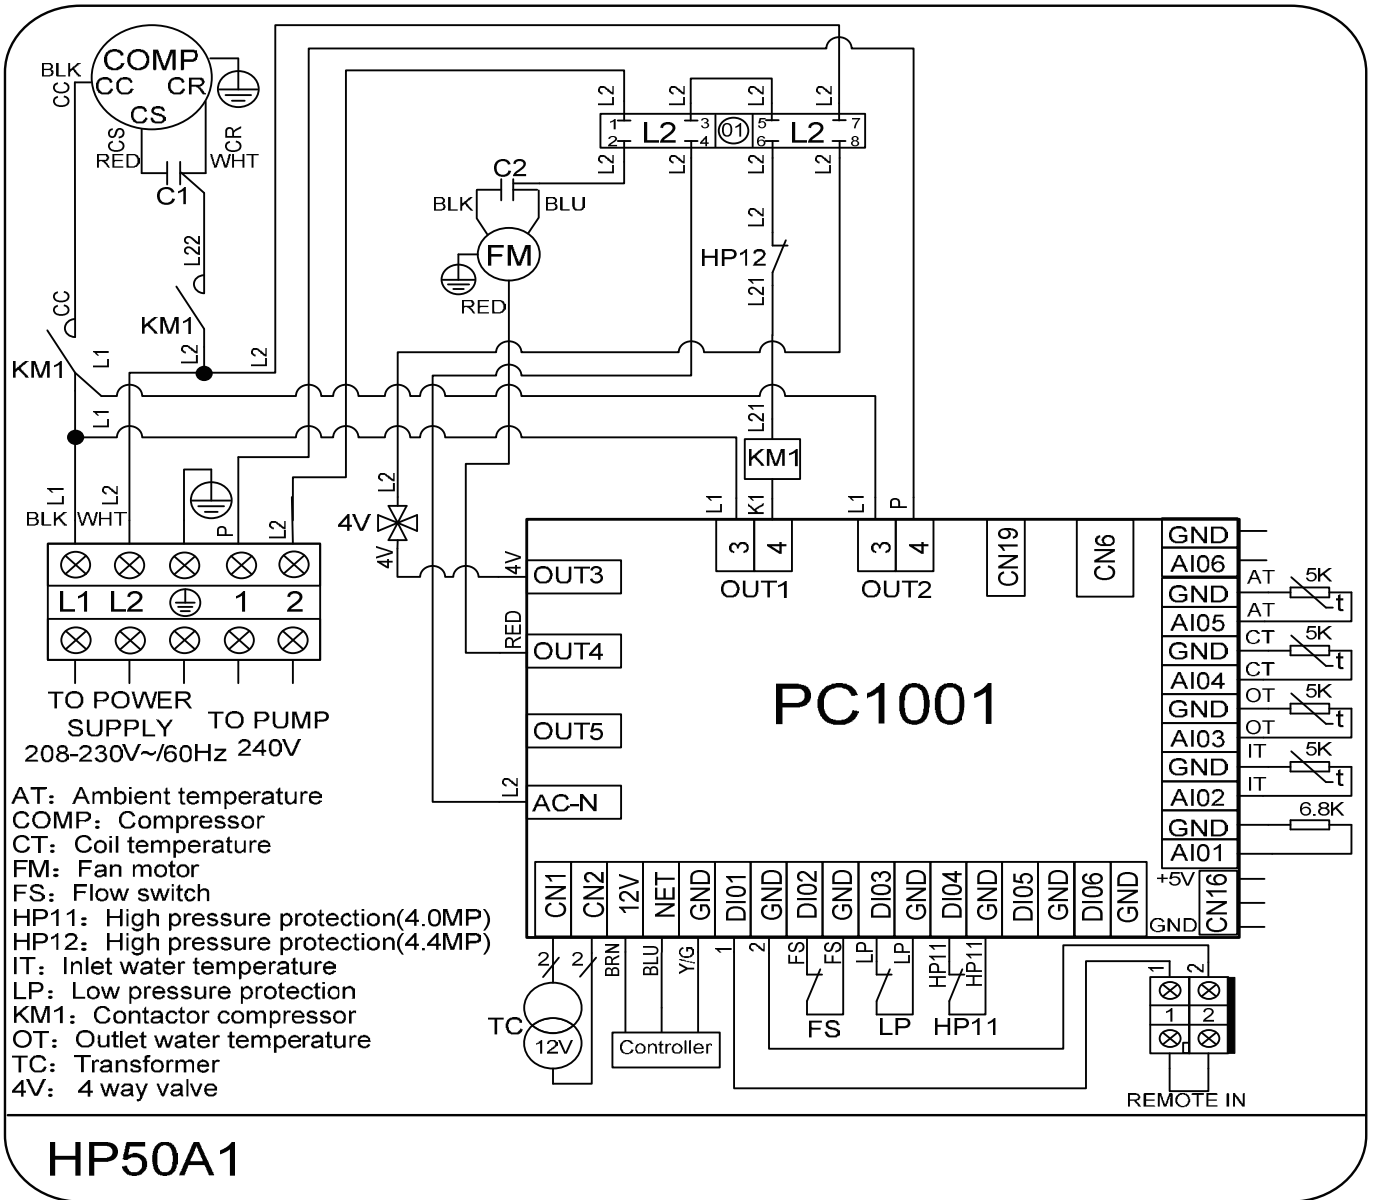 COMP
CC CR
CS
BLK
CC
CS
RED
CR
WHT
C1
L22
CC
KM1
KM1
L1
L2
L2
L1
L1
BLK
L2
WHT
P
L2
L1 L2 1 2
TO POWER
SUPPLY
208-230V~/60Hz
TO PUMP
240V
C2
BLK
BLU
FM
RED
L2
L2
L2
L2
1 3 5 7
L2 01 L2
2 4 6 8
L2
L2
L2
L2
L2
HP12
L21
L21
KM1
L2
4V
4V
L1
K1
L1
P
3 4
OUT1
3 4
OUT2
CN19
CN6
4V
OUT3
RED
OUT4
OUT5
L2
AC-N
PC1001
GND
AI06
GND
AI05
GND
AI04
GND
AI03
GND
AI02
GND
AI01
+5V
GND
CN16
AT
AT
5K
t
CT
CT
5K
t
OT
OT
5K
t
IT
IT
5K
t
6.8K
CN1 CN2 12V NET GND DI01 GND DI02 GND DI03 GND DI04 GND DI05 GND DI06 GND
2 2 BRN BLU Y/G 1 2 FS FS LP LP HP11 HP11
TC
12V
Controller
FS
LP
HP11
1 2
1 2
REMOTE IN
AT: Ambient temperature
COMP: Compressor
CT: Coil temperature
FM: Fan motor
FS: Flow switch
HP11: High pressure protection(4.0MP)
HP12: High pressure protection(4.4MP)
IT: Inlet water temperature
LP: Low pressure protection
KM1: Contactor compressor
OT: Outlet water temperature
TC: Transformer
4V: 4 way valve
HP50A1